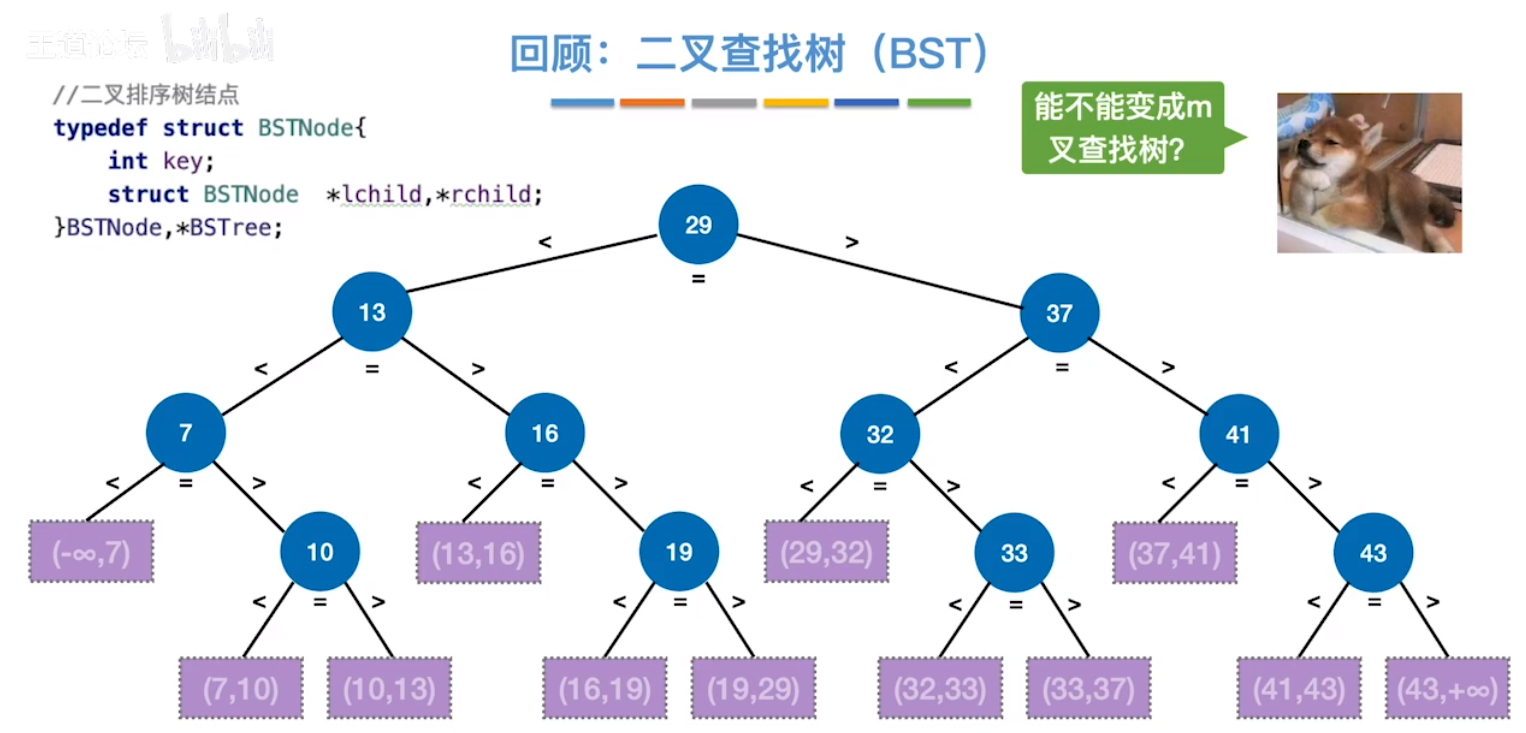 王道论坛 bilibili
回顾：二叉查找树（BST）
//二叉排序树结点
typedef struct BSTNode{
int key;
struct BSTNode *lchild,*rchild;
}BSTNode,*BSTree;
能不能变成m
叉查找树？
29
< = >
13 37
< = > < = >
7 16 32 41
< = > < = > < = > < = >
(-∞,7) 10 (13,16) 19 (29,32) 33 (37,41) 43
< = > < = > < = > < = >
(7,10) (10,13) (16,19) (19,29) (32,33) (33,37) (41,43) (43,+∞)